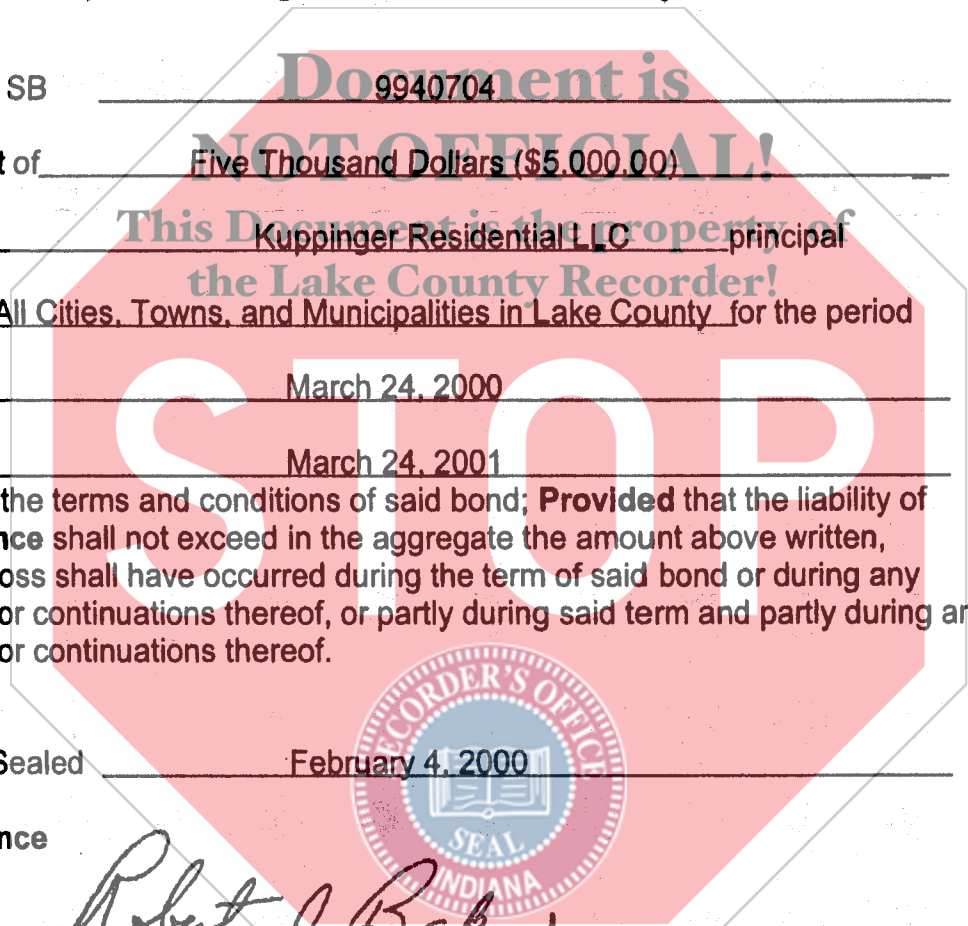 Document is
SB 9940704
NOT OFFICIAL!
of Five Thousand Dollars ($5.000.00)
This Document is the property of
Kuppinger Residential LLC principal
the Lake County Recorder!
All Cities, Towns, and Municipalities in Lake County for the period
STOP
March 24, 2000
March 24, 2001
the terms and conditions of said bond; Provided that the liability of
nce shall not exceed in the aggregate the amount above written,
oss shall have occurred during the term of said bond or during any
or continuations thereof, or partly during said term and partly during an
or continuations thereof.
RECORDER'S OFFICE
Sealed February 4, 2000
SEAL
INDIANA
nce
Robert